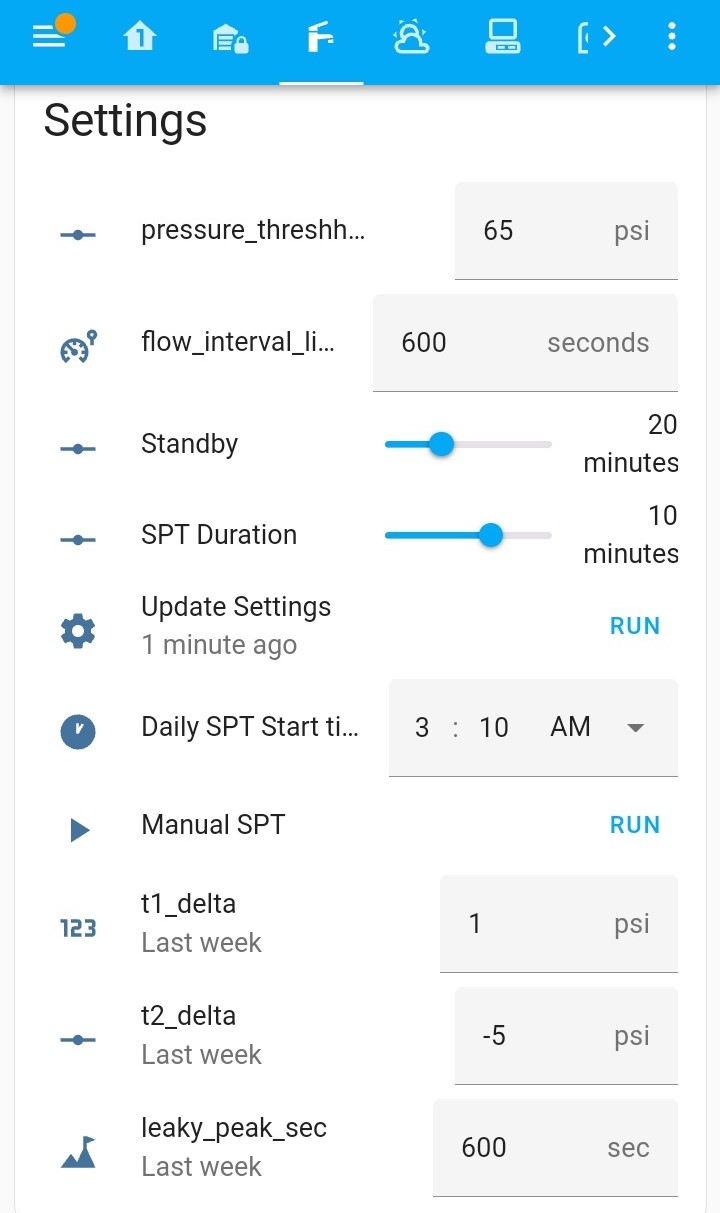 1
Settings
pressure_threshh...
65 psi
flow_interval_li...
600 seconds
Standby
20
minutes
SPT Duration
10
minutes
Update Settings
1 minute ago
RUN
Daily SPT Start ti...
3 : 10 AM
Manual SPT
RUN
123
t1_delta
Last week
1 psi
t2_delta
Last week
-5 psi
leaky_peak_sec
Last week
600 sec